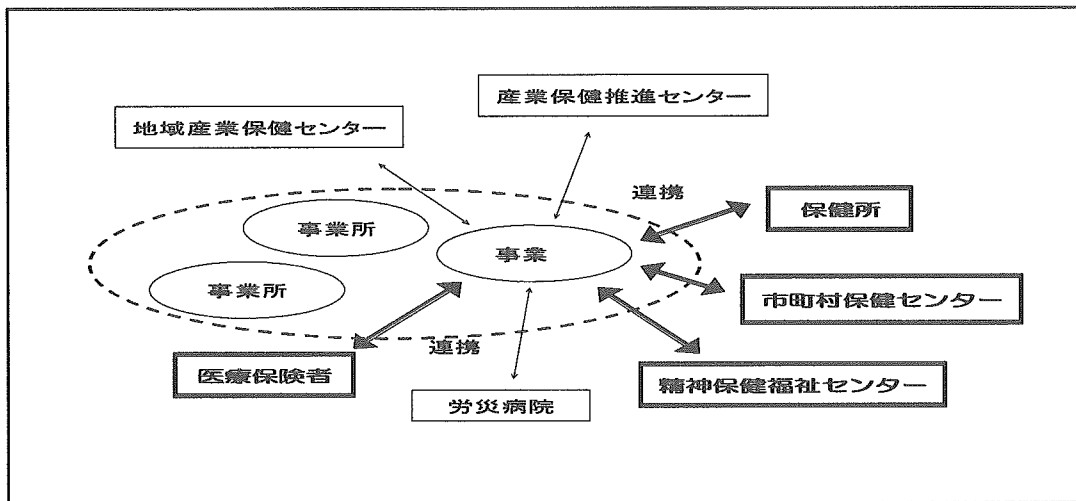 産業保健推進センター
地域産業保健センター
連携
保健所
事業所
事業
事業所
市町村保健センター
連携
医療保険者
精神保健福祉センター
労災病院